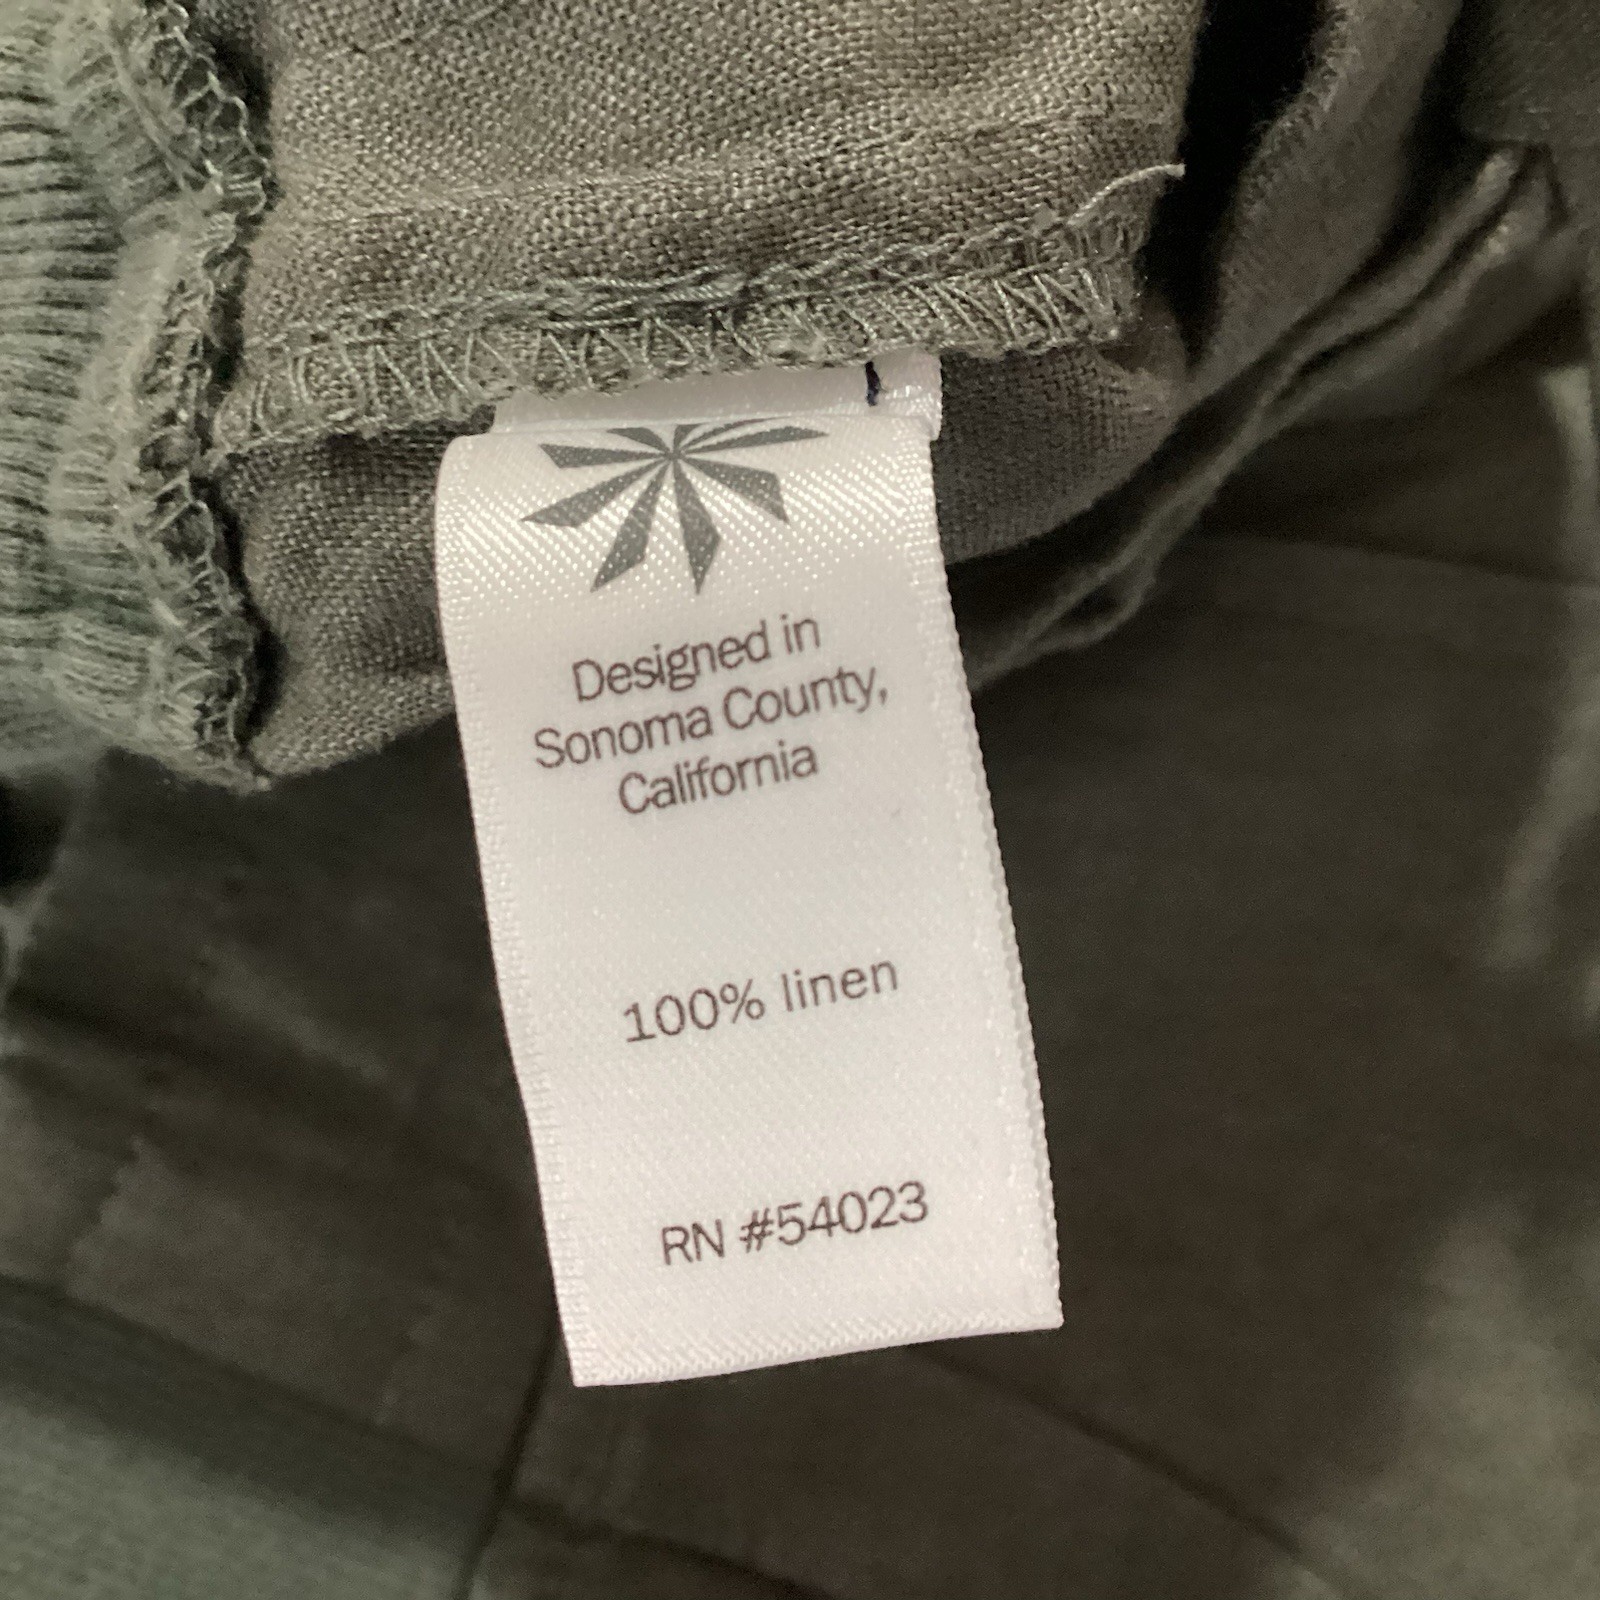 Designed in
Sonoma County,
California
100% linen
RN #54023